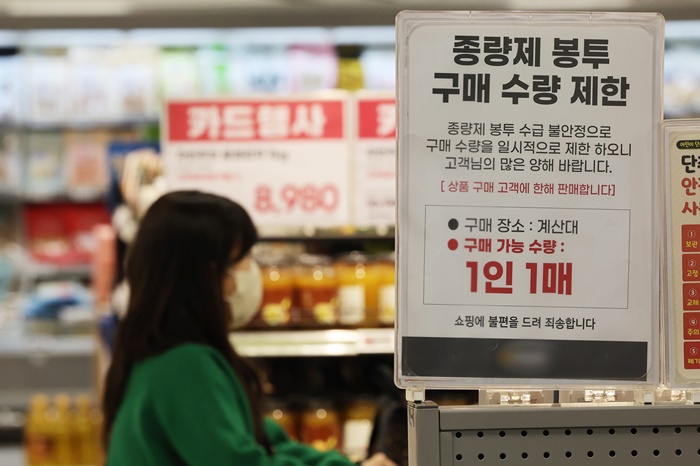 종량제 봉투
구매 수량 제한
종량제 봉투 수급 불안정으로
구매 수량을 일시적으로 제한 하오니
고객님의 많은 양해 바랍니다.
[ 상품 구매 고객에 한해 판매합니다]
● 구매 장소 : 계산대
● 구매 가능 수량 :
1인 1매
쇼핑에 불편을 드려 죄송합니다
카드행사
8,980
카드